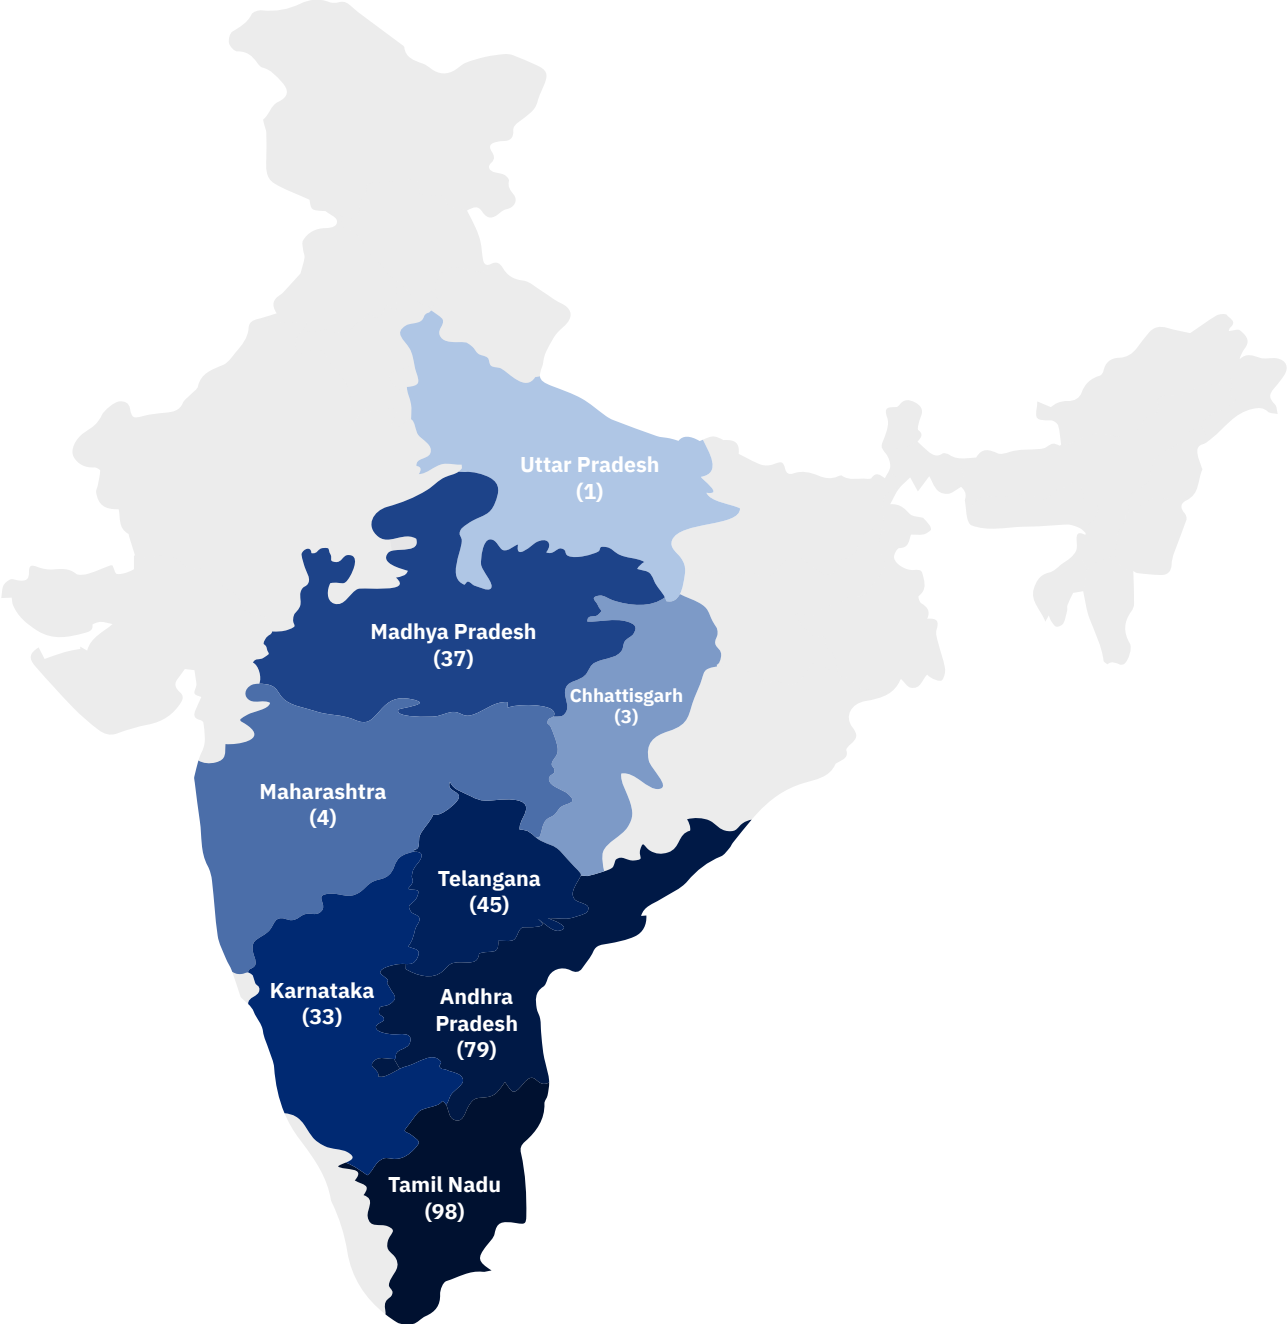 Uttar Pradesh
(1)
Madhya Pradesh
(37)
Chhattisgarh
(3)
Maharashtra
(4)
Telangana
(45)
Karnataka
(33)
Andhra
Pradesh
(79)
Tamil Nadu
(98)